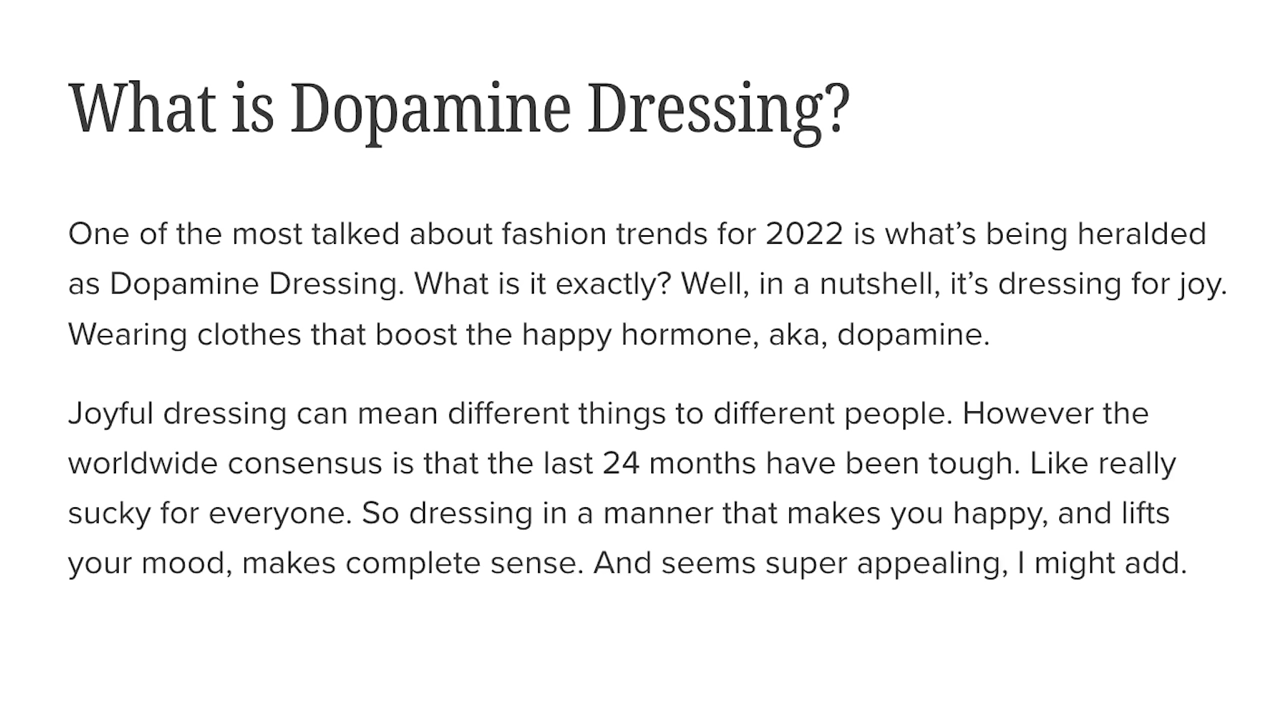 What is Dopamine Dressing?
One of the most talked about fashion trends for 2022 is what’s being heralded
as Dopamine Dressing. What is it exactly? Well, in a nutshell, it’s dressing for joy.
Wearing clothes that boost the happy hormone, aka, dopamine.
Joyful dressing can mean different things to different people. However the
worldwide consensus is that the last 24 months have been tough. Like really
sucky for everyone. So dressing in a manner that makes you happy, and lifts
your mood, makes complete sense. And seems super appealing, I might add.